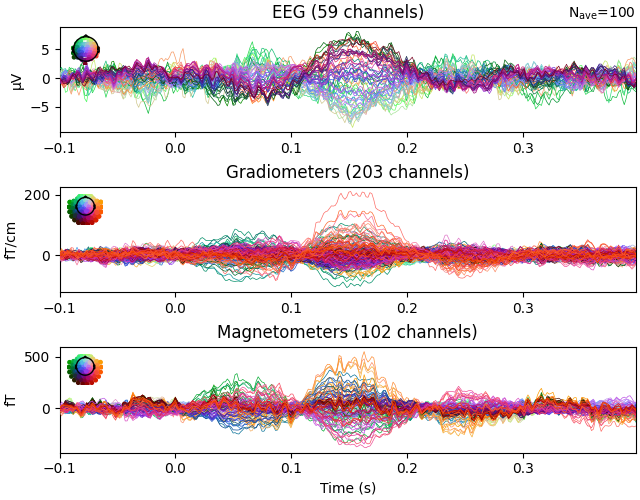 EEG (59 channels)
Nave=100
5
0
−5
µV
−0.1 0.0 0.1 0.2 0.3
Gradiometers (203 channels)
200
0
fT/cm
−0.1 0.0 0.1 0.2 0.3
Magnetometers (102 channels)
500
0
fT
−0.1 0.0 0.1 0.2 0.3
Time (s)